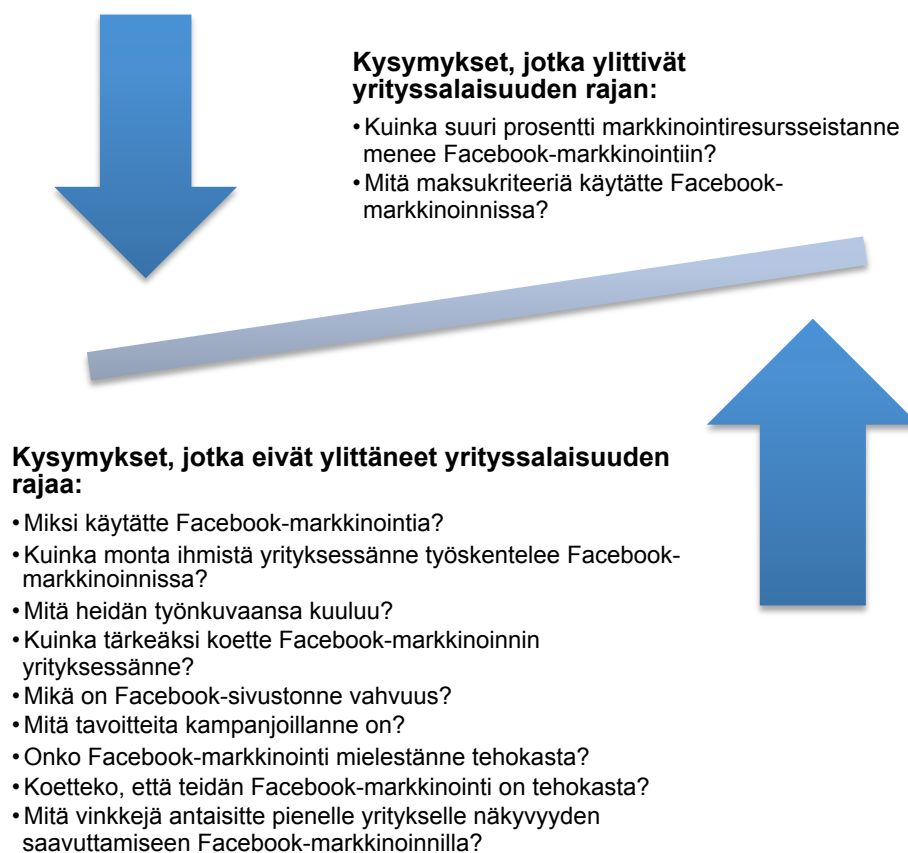 Kysymykset, jotka ylittivät
yrityssalaisuuden rajan:
• Kuinka suuri prosentti markkinointiresursseistanne
menee Facebook-markkinointiin?
• Mitä maksukriteeriä käytätte Facebook-
markkinoinnissa?
Kysymykset, jotka eivät ylittäneet yrityssalaisuuden
rajaa:
• Miksi käytätte Facebook-markkinointia?
• Kuinka monta ihmistä yrityksessänne työskentelee Facebook-
markkinoinnissa?
• Mitä heidän työnkuvaansa kuuluu?
• Kuinka tärkeäksi koette Facebook-markkinoinnin
yrityksessänne?
• Mikä on Facebook-sivustonne vahvuus?
• Mitä tavoitteita kampanjoillanne on?
• Onko Facebook-markkinointi mielestänne tehokasta?
• Koetteko, että teidän Facebook-markkinointi on tehokasta?
• Mitä vinkkejä antaisitte pienelle yritykselle näkyvyyden
saavuttamiseen Facebook-markkinoinnilla?